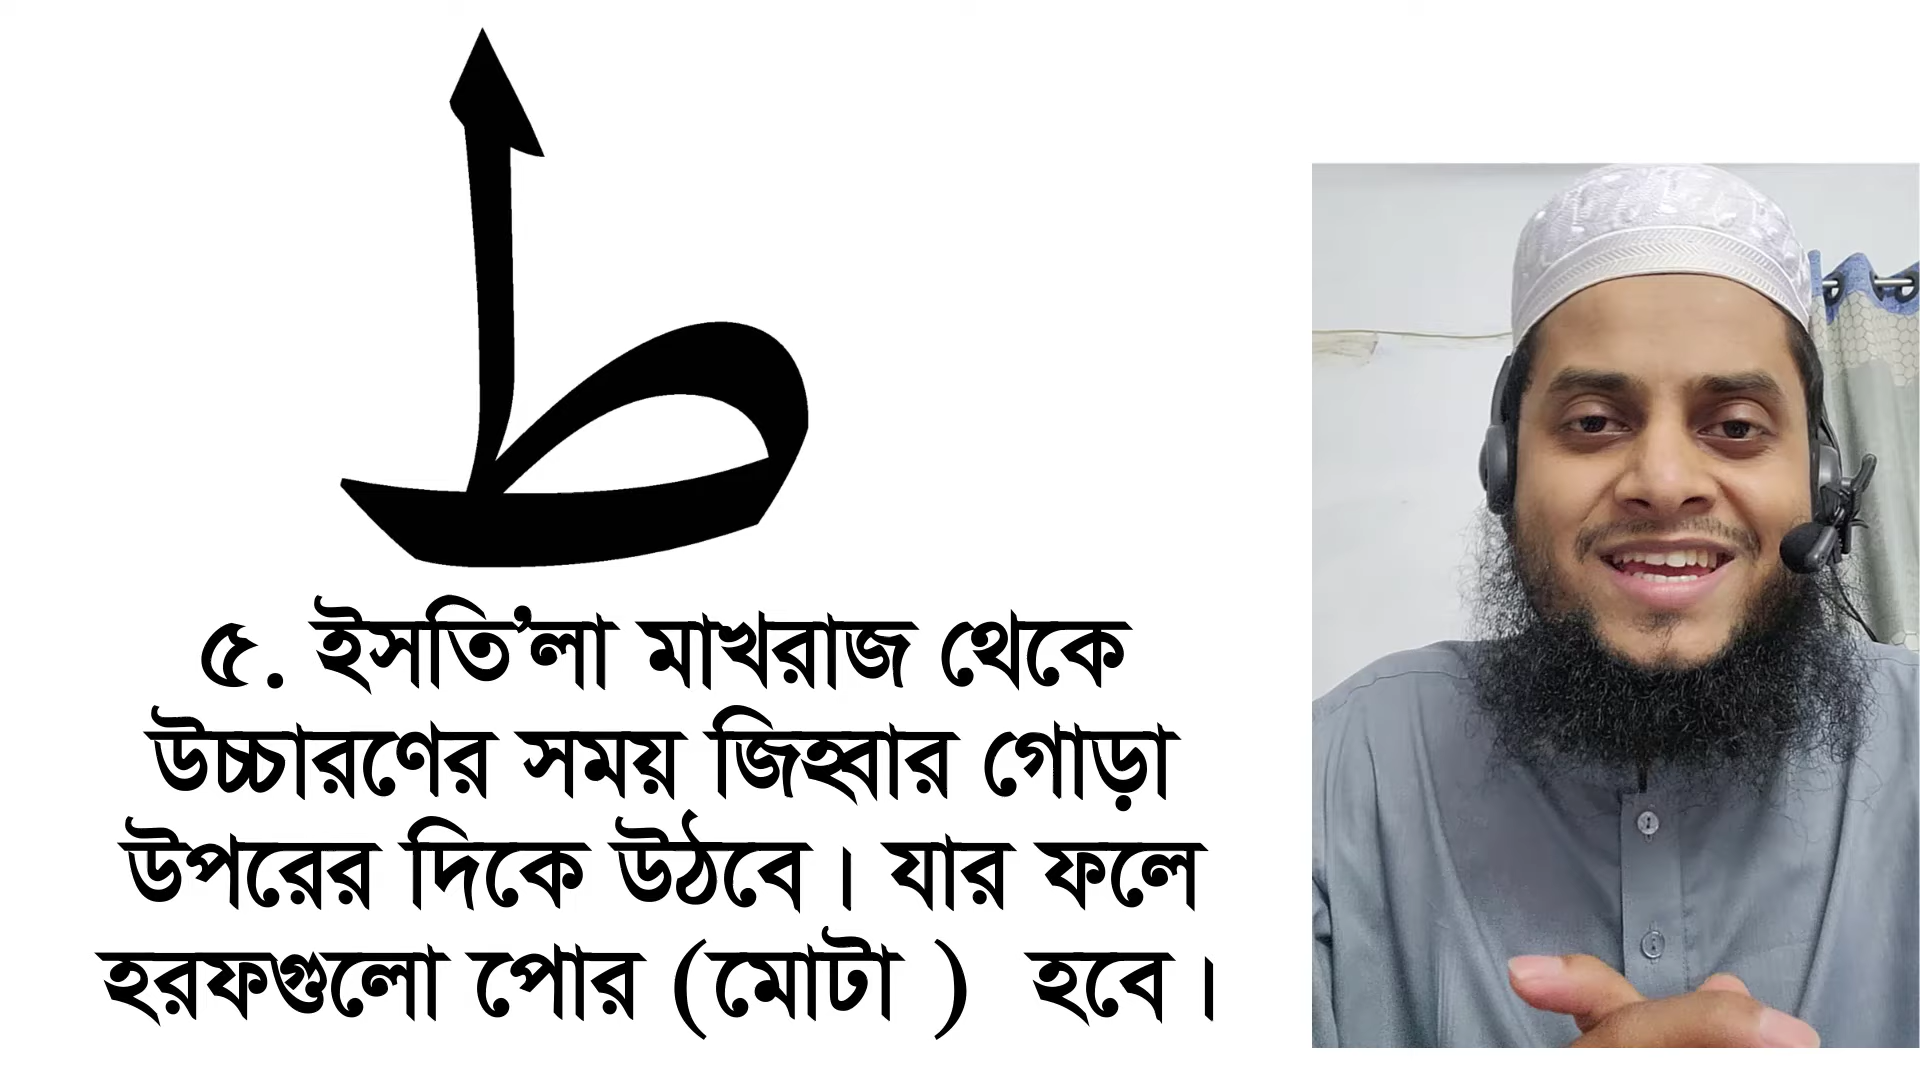 ط
৫. ইসতি’লা মাখরাজ থেকে
উচ্চারণের সময় জিহ্বার গোড়া
উপরের দিকে উঠবে। যার ফলে
হরফগুলো পোর (মোটা ) হবে।